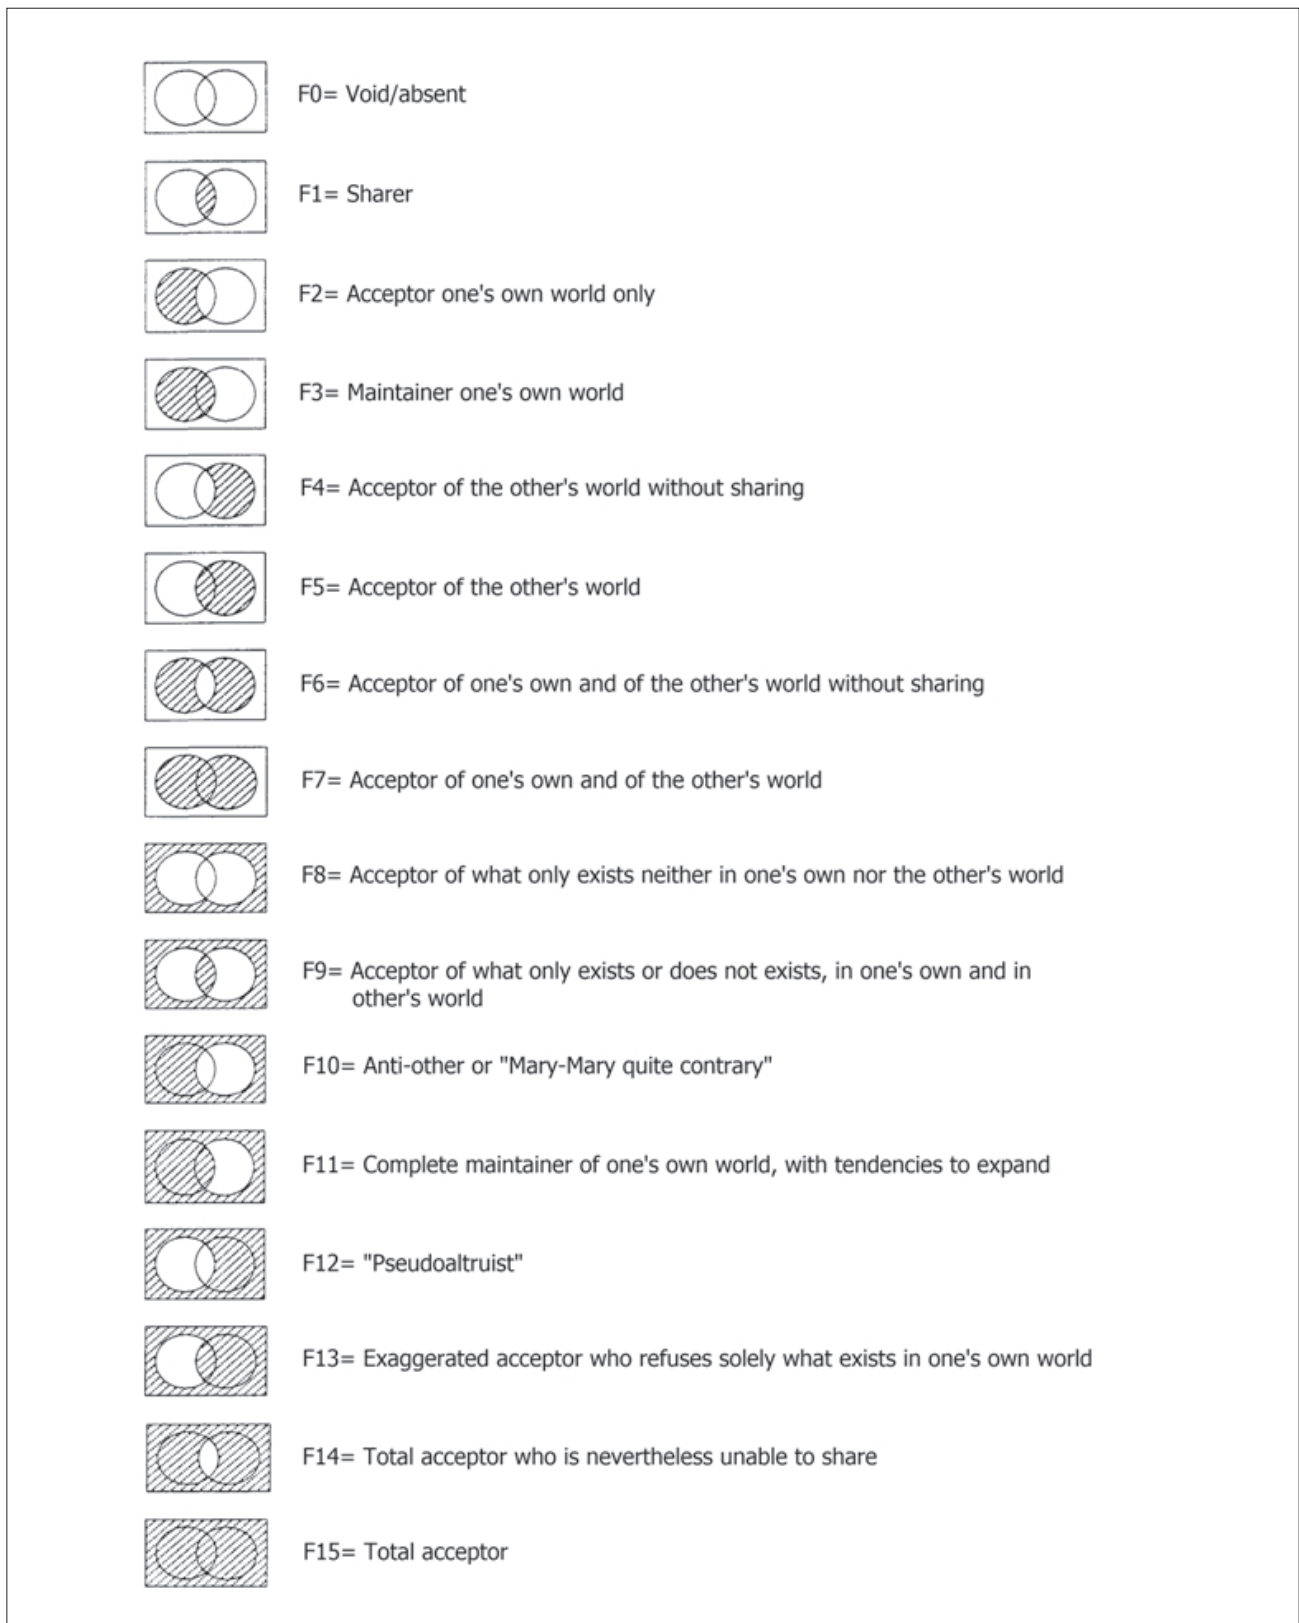 F0= Void/absent
F1= Sharer
F2= Acceptor one's own world only
F3= Maintainer one's own world
F4= Acceptor of the other's world without sharing
F5= Acceptor of the other's world
F6= Acceptor of one's own and of the other's world without sharing
F7= Acceptor of one's own and of the other's world
F8= Acceptor of what only exists neither in one's own nor the other's world
F9= Acceptor of what only exists or does not exists, in one's own and in
other's world
F10= Anti-other or "Mary-Mary quite contrary"
F11= Complete maintainer of one's own world, with tendencies to expand
F12= "Pseudoaltruist"
F13= Exaggerated acceptor who refuses solely what exists in one's own world
F14= Total acceptor who is nevertheless unable to share
F15= Total acceptor